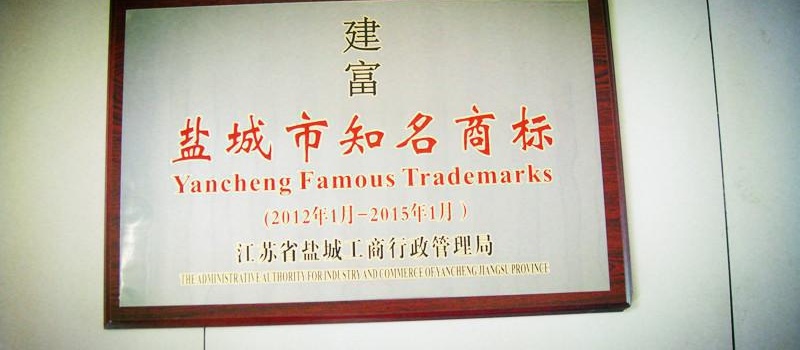 建
富
盐城市知名商标
Yancheng Famous Trademarks
(2012年1月-2015年1月)
江苏省盐城工商行政管理局
THE ADMINISTRATIVE AUTHORITY FOR INDUSTRY AND COMMERCE OF YANCHENG JIANGSU PROVINCE